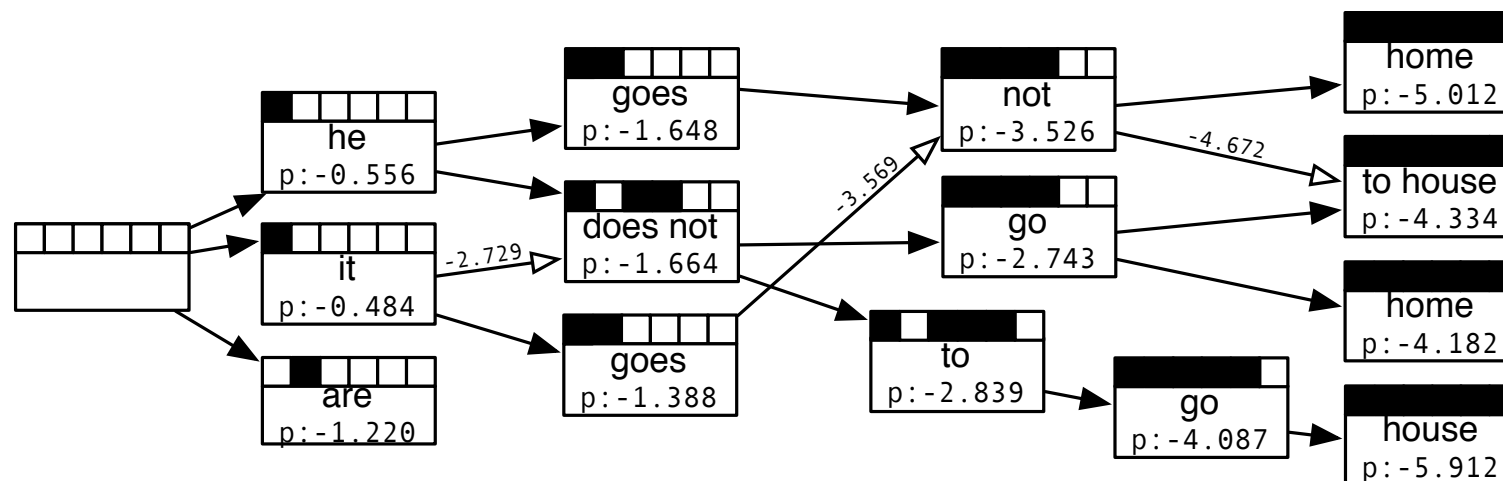 he
p:-0.556
it
p:-0.484
are
p:-1.220
-2.729
goes
p:-1.648
does not
p:-1.664
goes
p:-1.388
-3.569
not
p:-3.526
go
p:-2.743
to
p:-2.839
go
p:-4.087
-4.672
home
p:-5.012
to house
p:-4.334
home
p:-4.182
house
p:-5.912